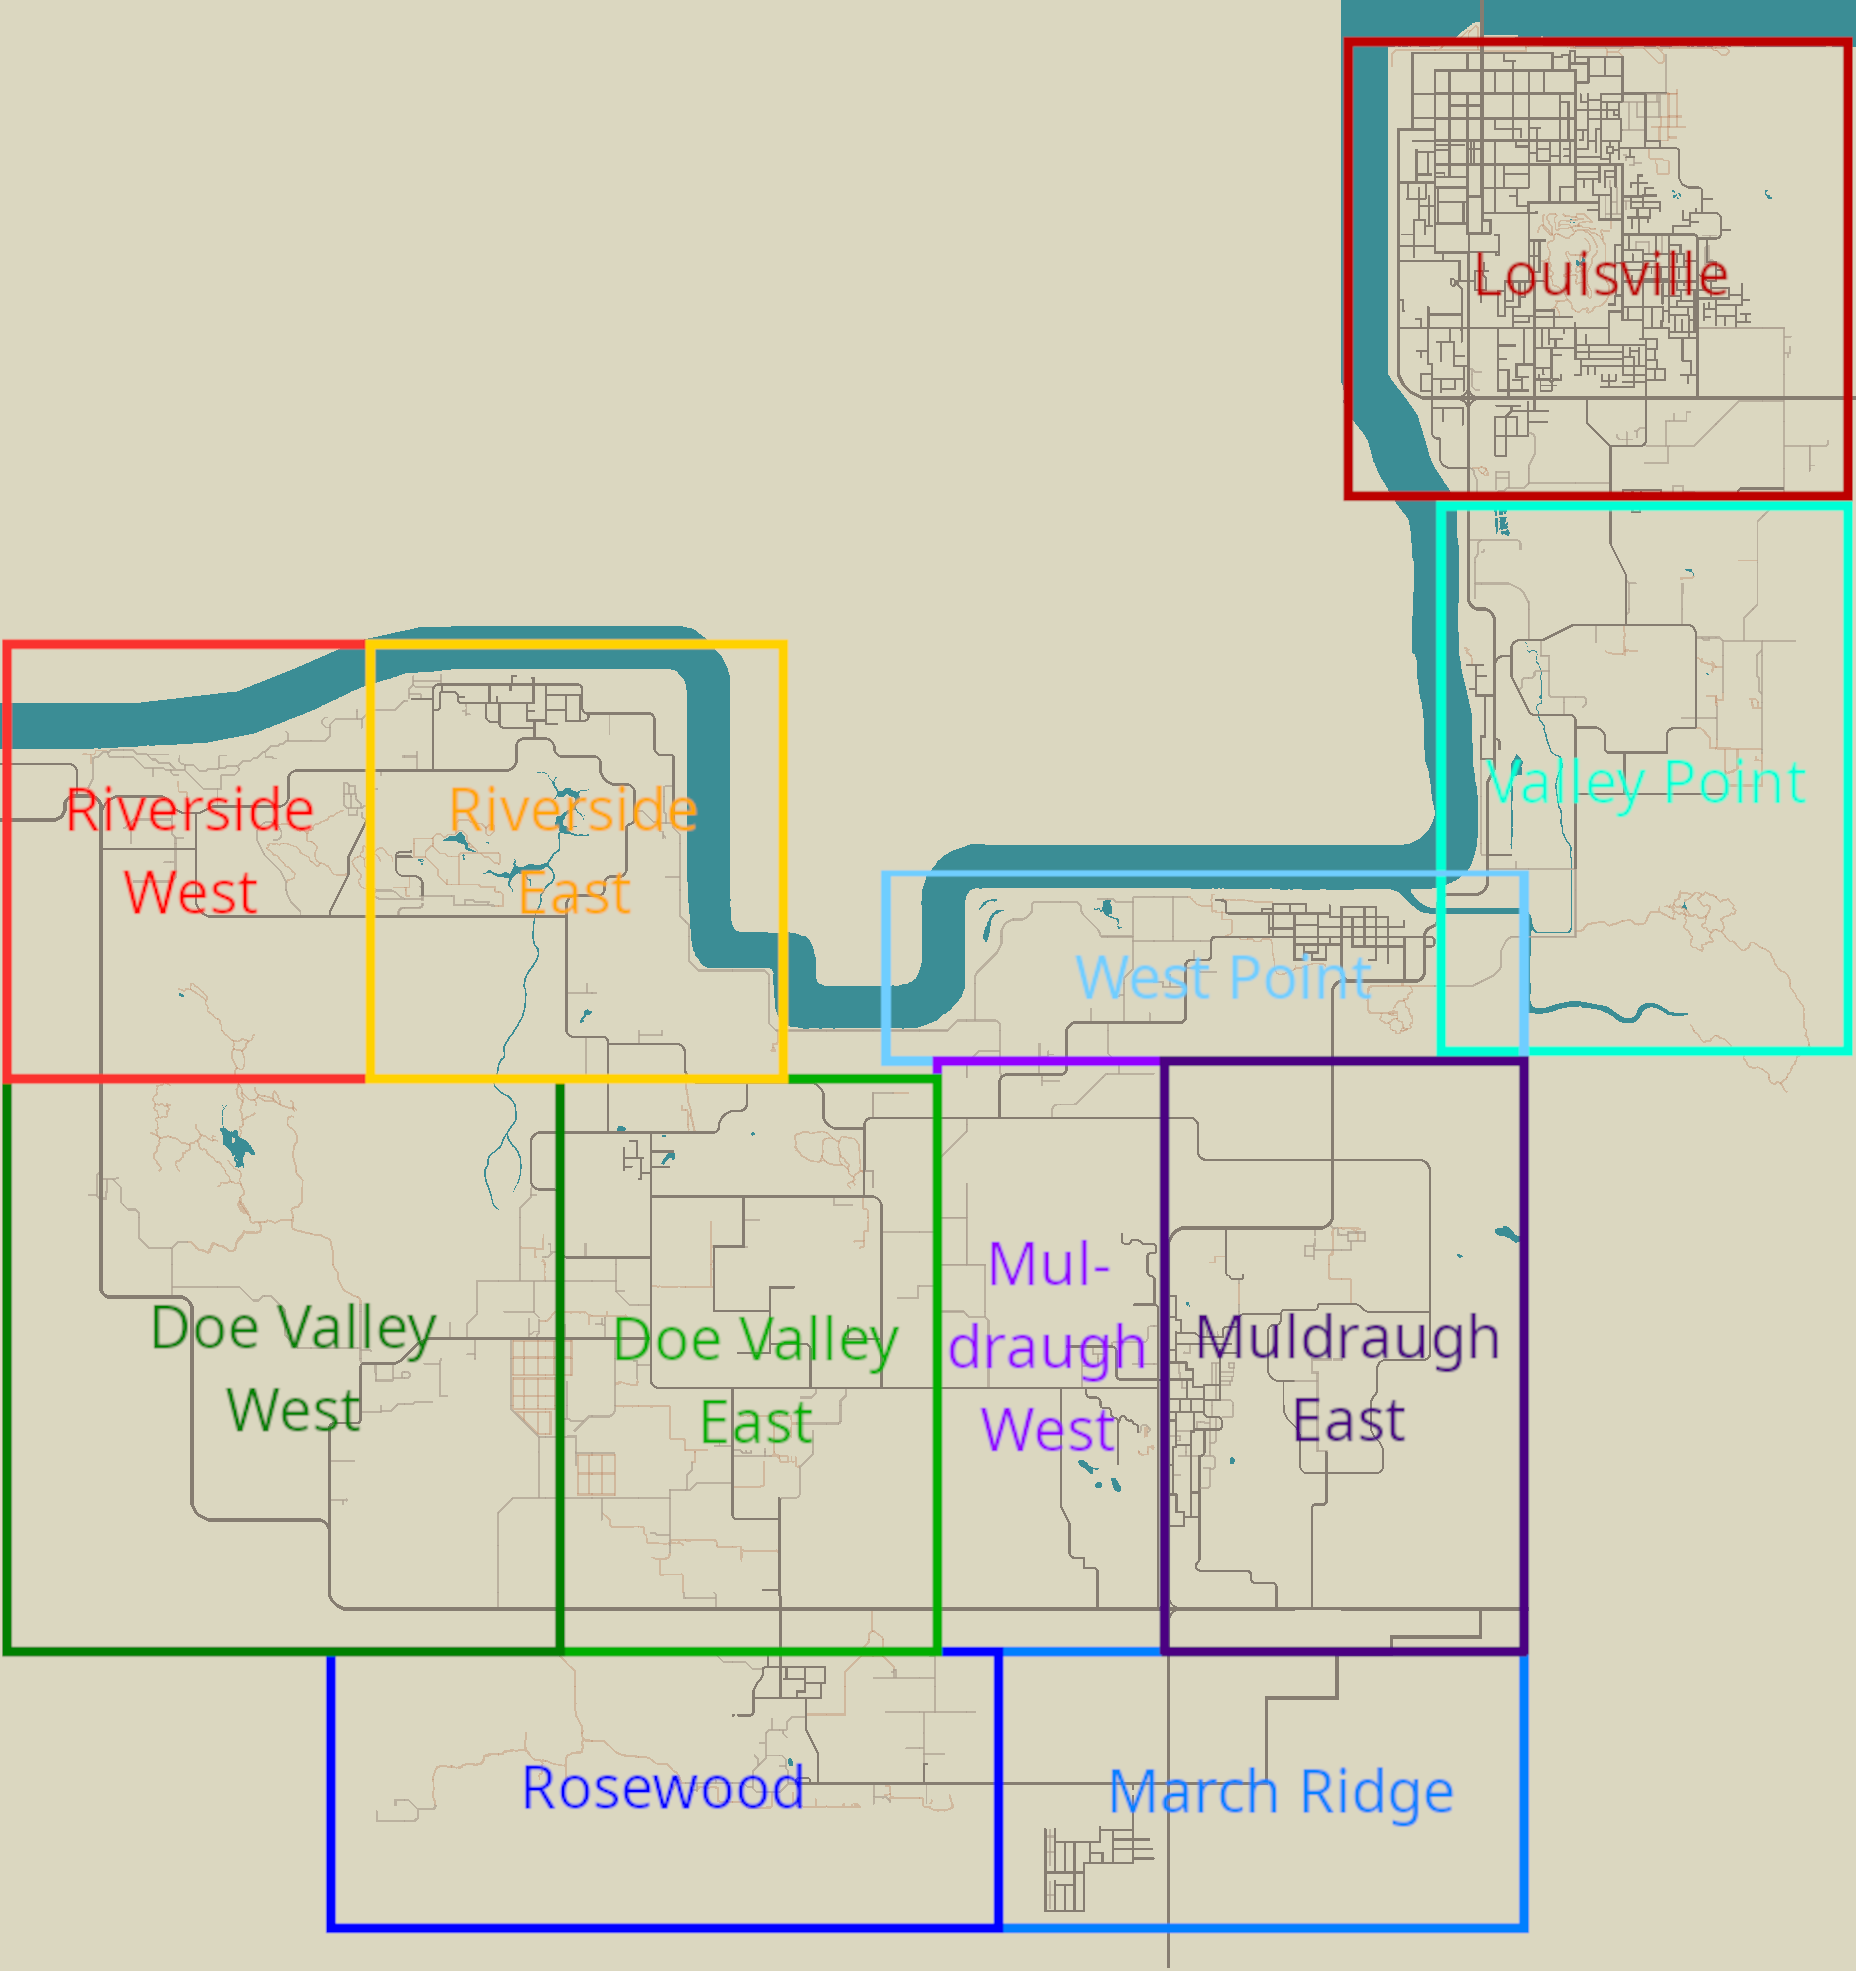 Louisville
Valley Point
Riverside
West
Riverside
East
West Point
Doe Valley
West
Doe Valley
East
Mul-
draugh
West
Muldraugh
East
Rosewood
March Ridge